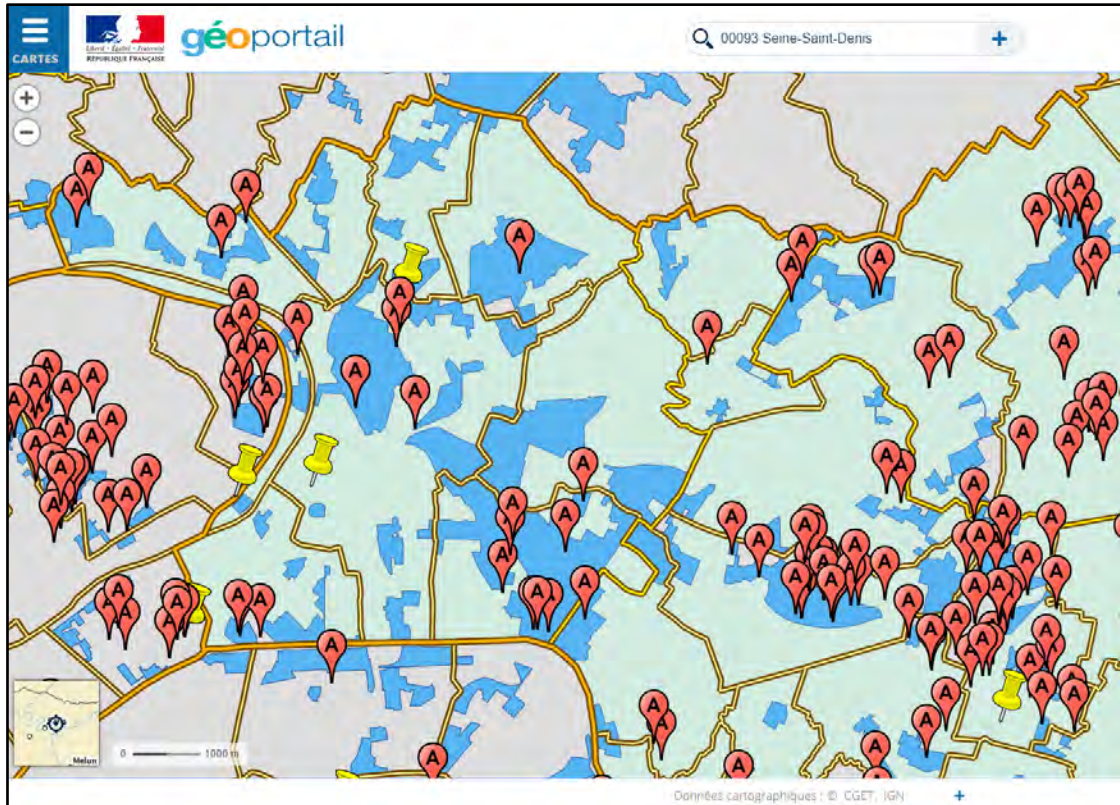 CARTES
Liberté • Égalité • Fraternité
RÉPUBLIQUE FRANÇAISE
géoportail
00093 Seine-Saint-Denis
+
+
−
A
Melun
0 1000 m
Données cartographiques : © CGET, IGN
+